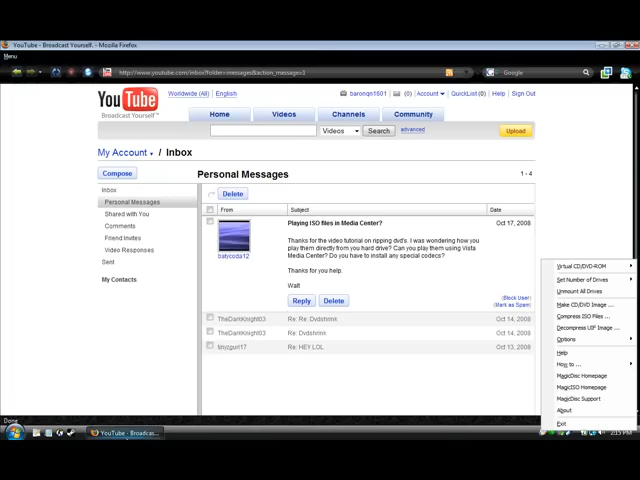 YouTube - Broadcast Yourself. - Mozilla Firefox
Menu
http://www.youtube.com/inbox?folder=messages&action_message=1
Google
YouTube
Broadcast Yourself™
Worldwide (All) | English
baronqn1601 | (0) | Account | QuickList (0) | Help | Sign Out
Home Videos Channels Community
Videos Search advanced Upload
My Account / Inbox
Compose
Personal Messages 1 - 4
Inbox
Personal Messages
Shared with You
Comments
Friend Invites
Video Responses
Sent
My Contacts
Delete
From Subject Date
batycoda12
Playing ISO files in Media Center? Oct 17, 2008
Thanks for the video tutorial on ripping dvd's. I was wondering how you
play them directly from you hard drive? Can you play them using Vista
Media Center? Do you have to install any special codecs?
Thanks for you help.
Walt
Reply Delete
(Block User)
(Mark as Spam)
TheDarkKnight03 Re: Re: Dvdshrink Oct 14, 2008
TheDarkKnight03 Re: Dvdshrink Oct 14, 2008
tinyzgurl17 Re: HEY LOL Oct 13, 2008
Virtual CD/DVD-ROM
Set Number of Drives
Unmount All Drives
Make CD/DVD Image ...
Compress ISO Files ...
Decompress UIF Image ...
Options
Help
How to ...
MagicDisc Homepage
MagicISO Homepage
MagicDisc Support
About
Exit
Done
YouTube - Broadcas...
2:15 PM